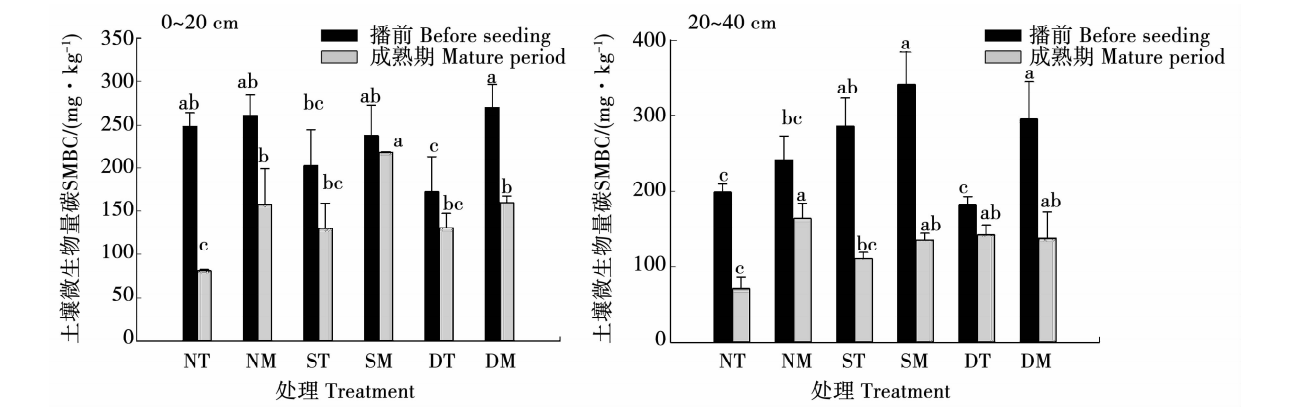 0~20 cm
播前 Before seeding
成熟期 Mature period
土壤微生物量碳SMBC/(mg·kg⁻¹)
350
300
250
200
150
100
50
0
ab
c
ab
b
bc
bc
ab
a
c
bc
a
b
NT NM ST SM DT DM
处理 Treatment
20~40 cm
播前 Before seeding
成熟期 Mature period
土壤微生物量碳SMBC/(mg·kg⁻¹)
400
300
200
100
0
c
c
bc
a
ab
bc
a
ab
c
ab
a
ab
NT NM ST SM DT DM
处理 Treatment